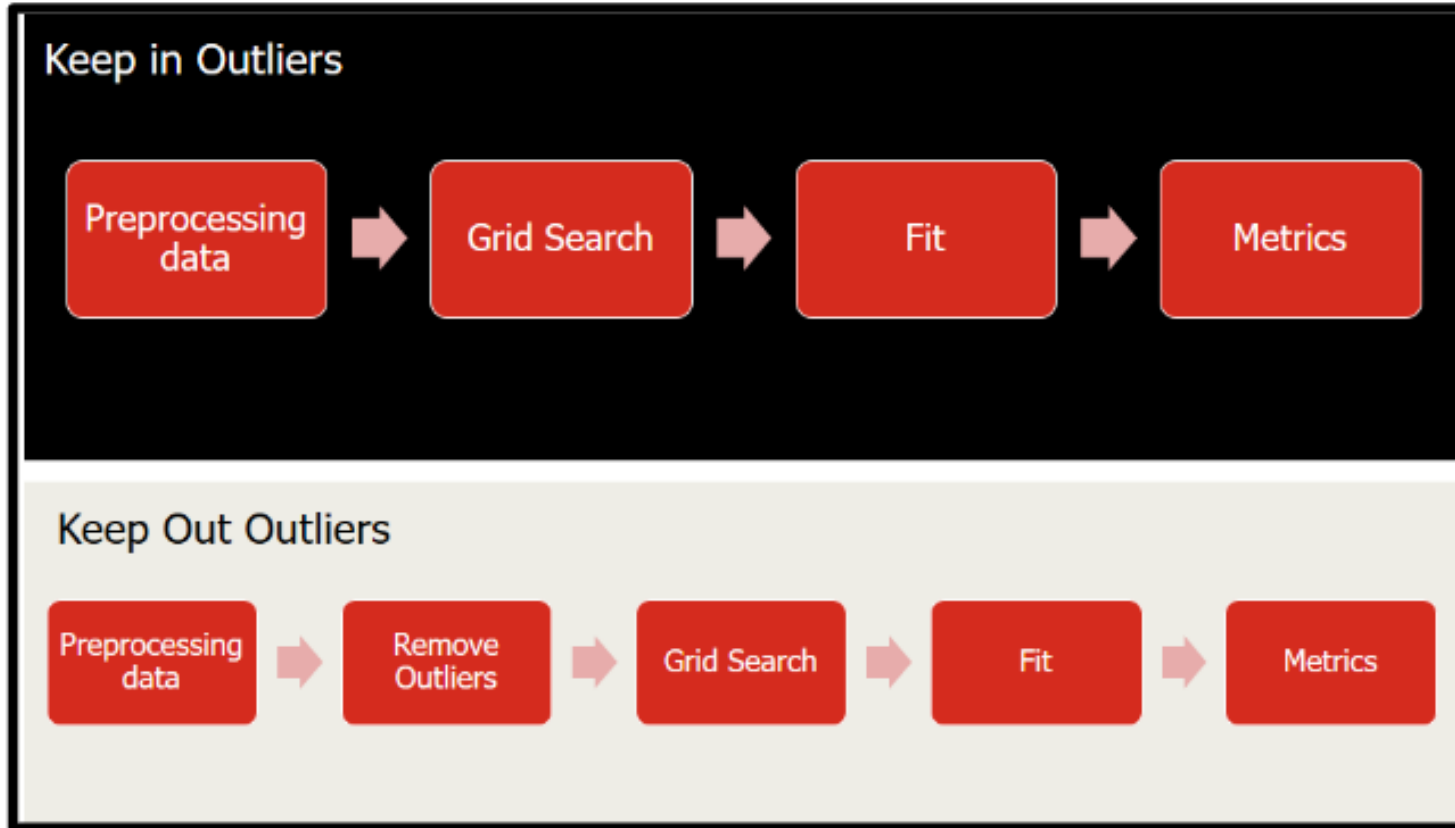 Keep in Outliers
Preprocessing
data
Grid Search
Fit
Metrics
Keep Out Outliers
Preprocessing
data
Remove
Outliers
Grid Search
Fit
Metrics